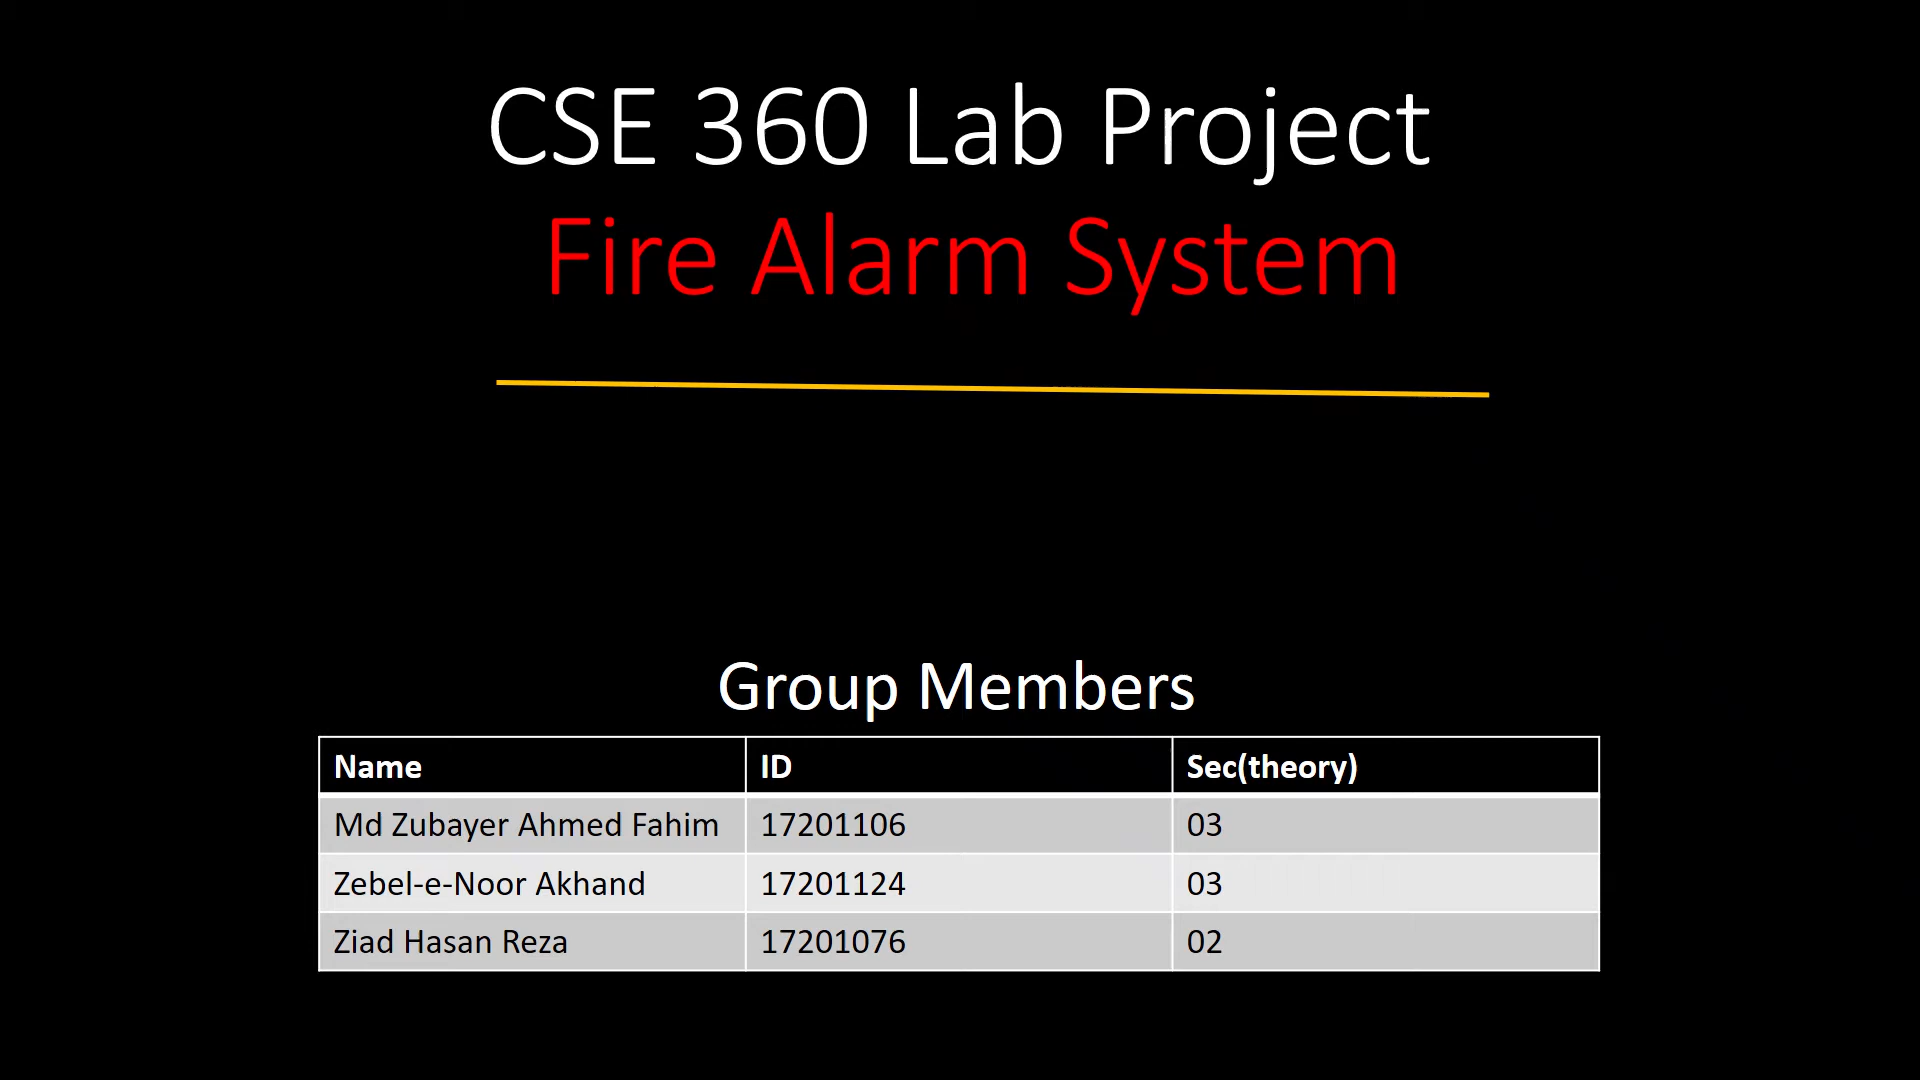 CSE 360 Lab Project
Fire Alarm System
Group Members
Name ID Sec(theory)
Md Zubayer Ahmed Fahim 17201106 03
Zebel-e-Noor Akhand 17201124 03
Ziad Hasan Reza 17201076 02